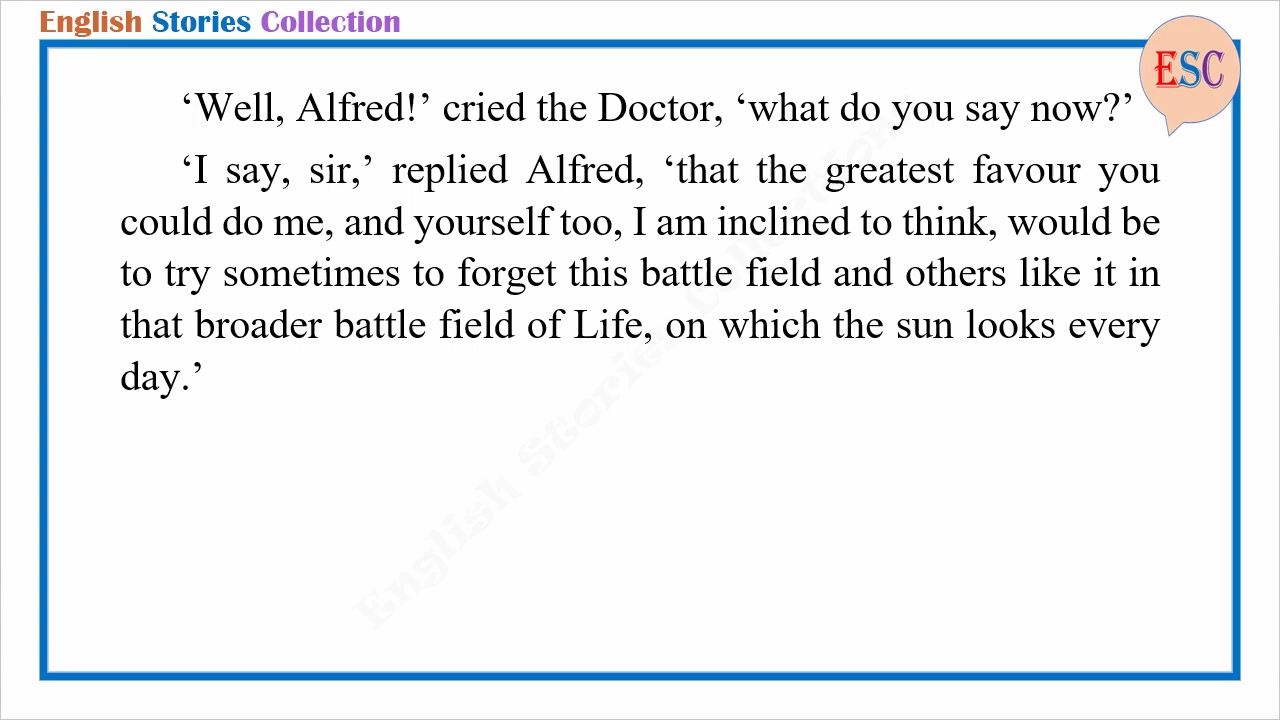 English Stories Collection
ESC
‘Well, Alfred!’ cried the Doctor, ‘what do you say now?’
‘I say, sir,’ replied Alfred, ‘that the greatest favour you
could do me, and yourself too, I am inclined to think, would be
to try sometimes to forget this battle field and others like it in
that broader battle field of Life, on which the sun looks every
day.’
English Stories Collection